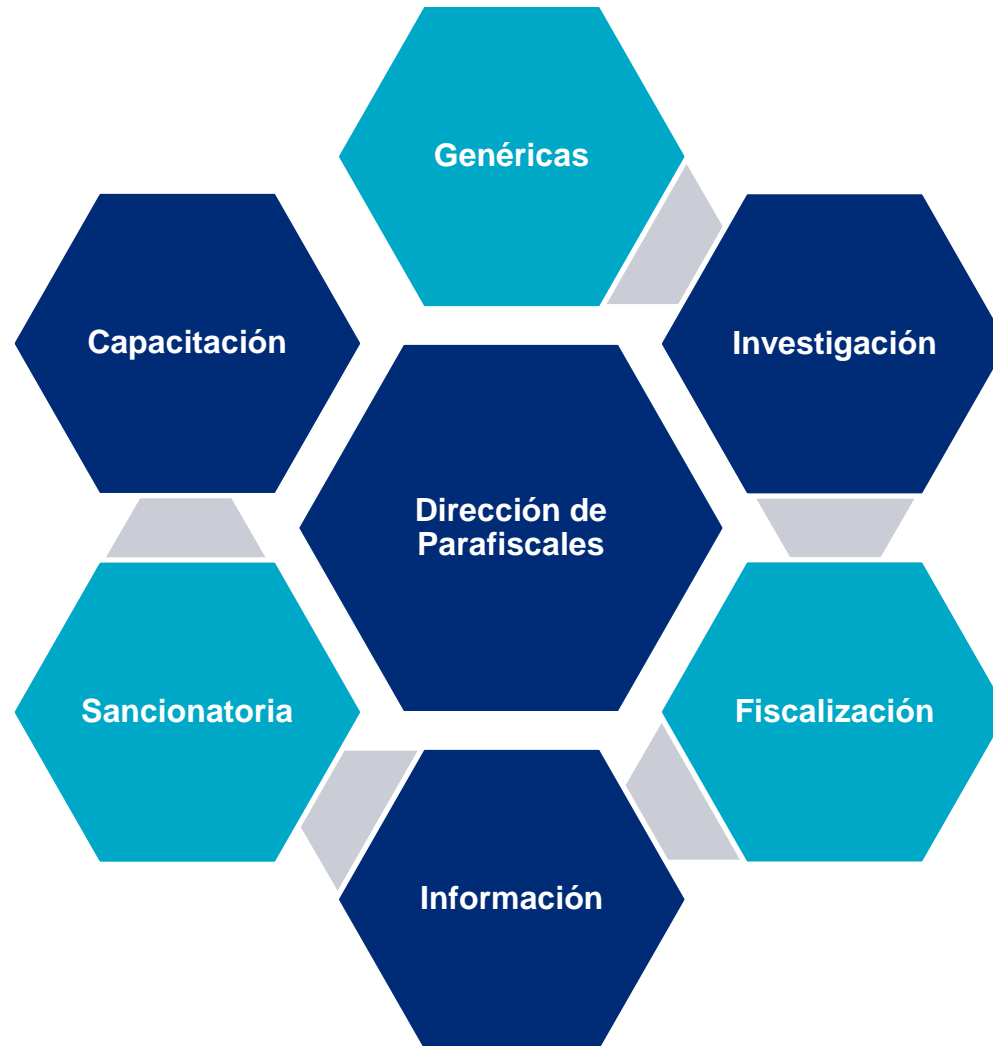 Genéricas
Capacitación
Investigación
Dirección de
Parafiscales
Sancionatoria
Fiscalización
Información